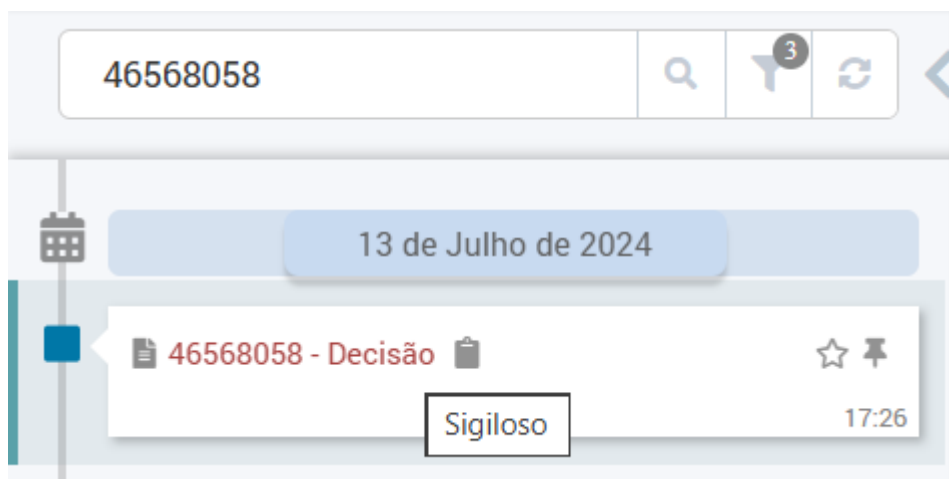 46568058
3
13 de Julho de 2024
46568058 - Decisão
Sigiloso
17:26